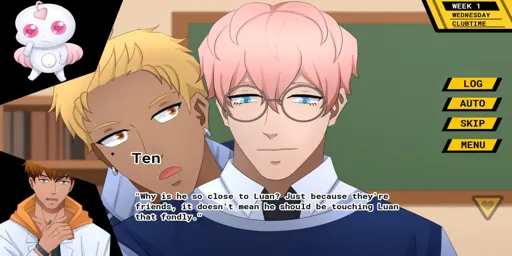 WEEK 1
WEDNESDAY
CLUBTIME
LOG
AUTO
SKIP
MENU
Ten
"Why is he so close to Luan? Just because they're
friends, it doesn't mean he should be touching Luan
that fondly."